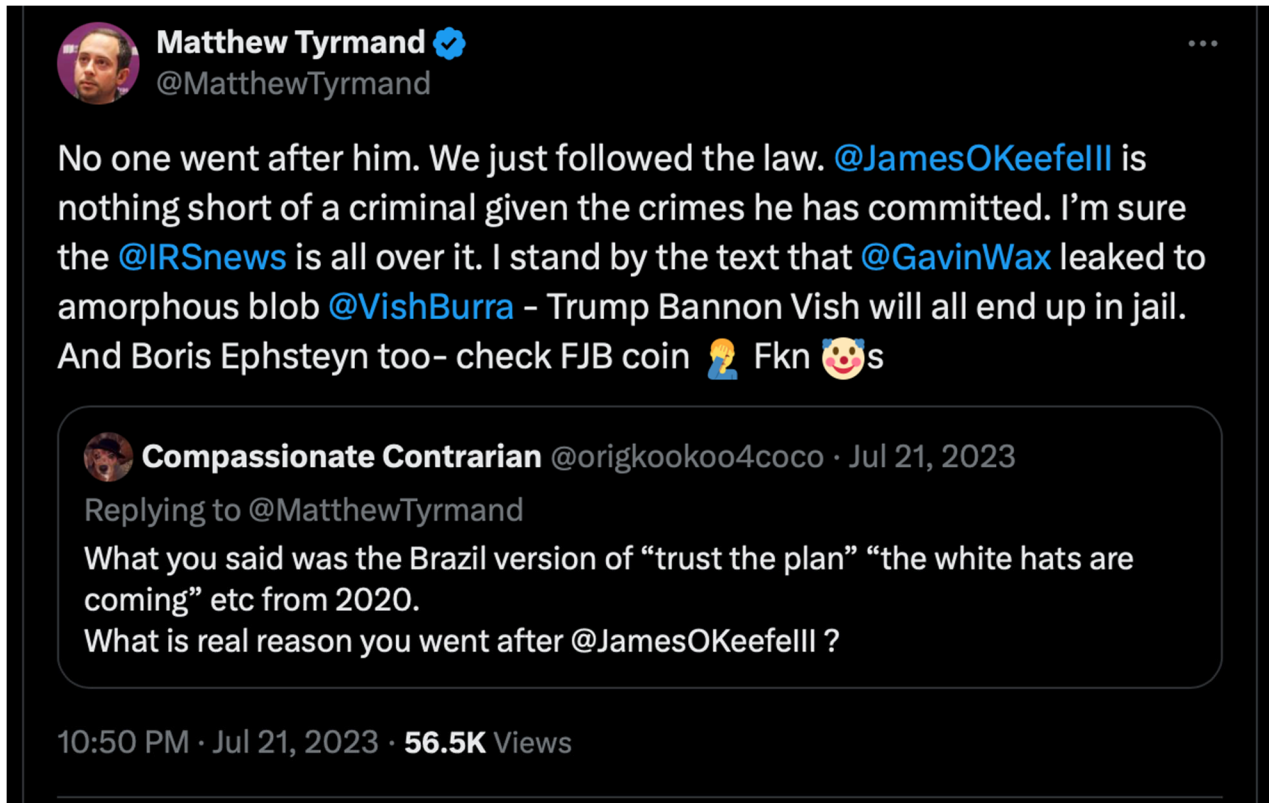 Matthew Tyrmand
@MatthewTyrmand
No one went after him. We just followed the law. @JamesOKeefeIII is
nothing short of a criminal given the crimes he has committed. I’m sure
the @IRSnews is all over it. I stand by the text that @GavinWax leaked to
amorphous blob @VishBurra - Trump Bannon Vish will all end up in jail.
And Boris Ephsteyn too- check FJB coin 🤦‍♂️ Fkn 🤡s
Compassionate Contrarian @origkookoo4coco · Jul 21, 2023
Replying to @MatthewTyrmand
What you said was the Brazil version of “trust the plan” “the white hats are
coming” etc from 2020.
What is real reason you went after @JamesOKeefeIII ?
10:50 PM · Jul 21, 2023 · 56.5K Views